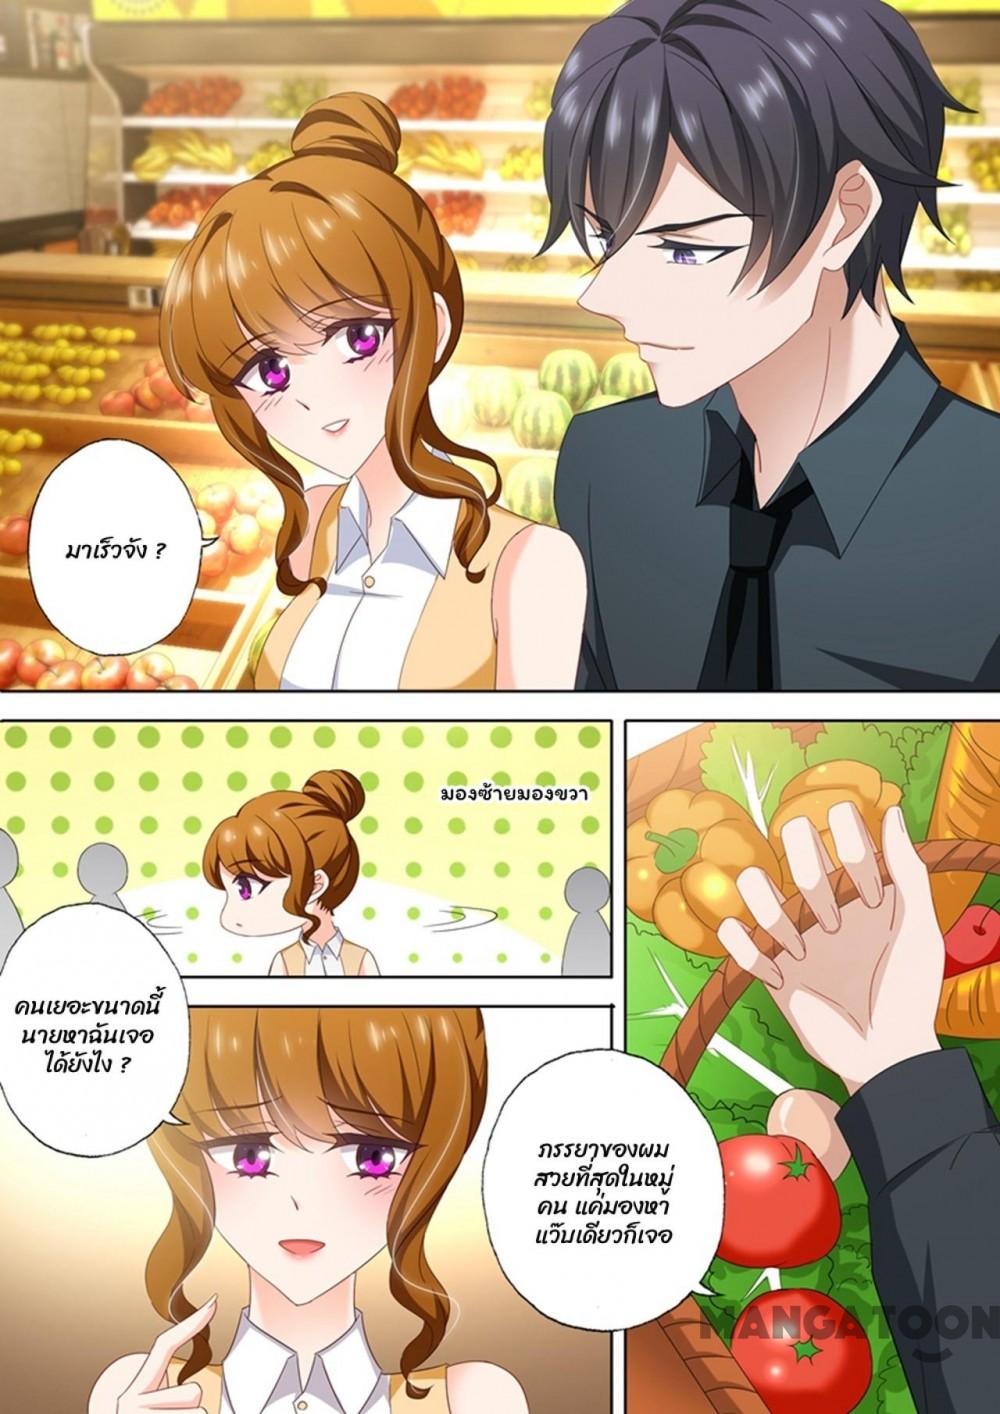 มาเร็วจัง ?
มองซ้ายมองขวา
คนเยอะขนาดนี้
นายหาฉันเจอ
ได้ยังไง ?
ภรรยาของผม
สวยที่สุดในหมู่
คน แค่มองหา
แว๊บเดียวก็เจอ
MANGATOON